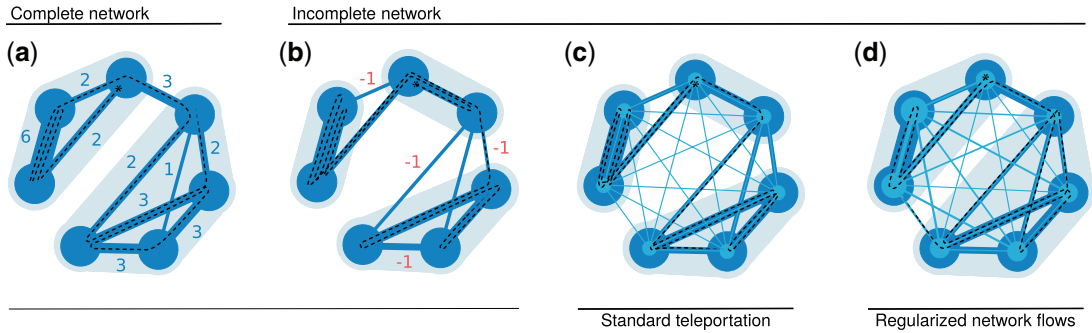 Complete network
Incomplete network
(a)
(b)
(c)
(d)
2
3
*
6
2
2
1
2
3
3
3
-1
*
-1
-1
-1
*
*
Standard teleportation
Regularized network flows